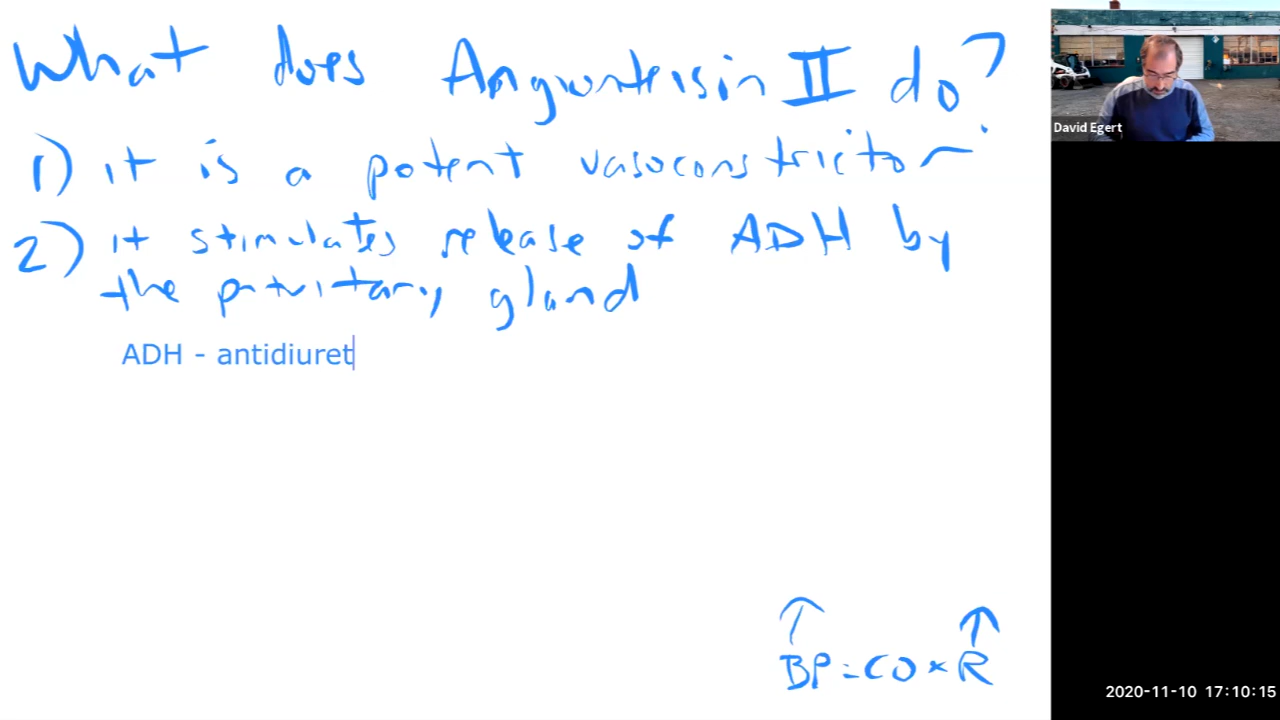 What does Angiontensin II do?
1) it is a potent vasoconstrictor
2) it stimulates release of ADH by
the pituitary gland
ADH - antidiuret
↑ ↑
BP = CO × R
David Egert
2020-11-10 17:10:15